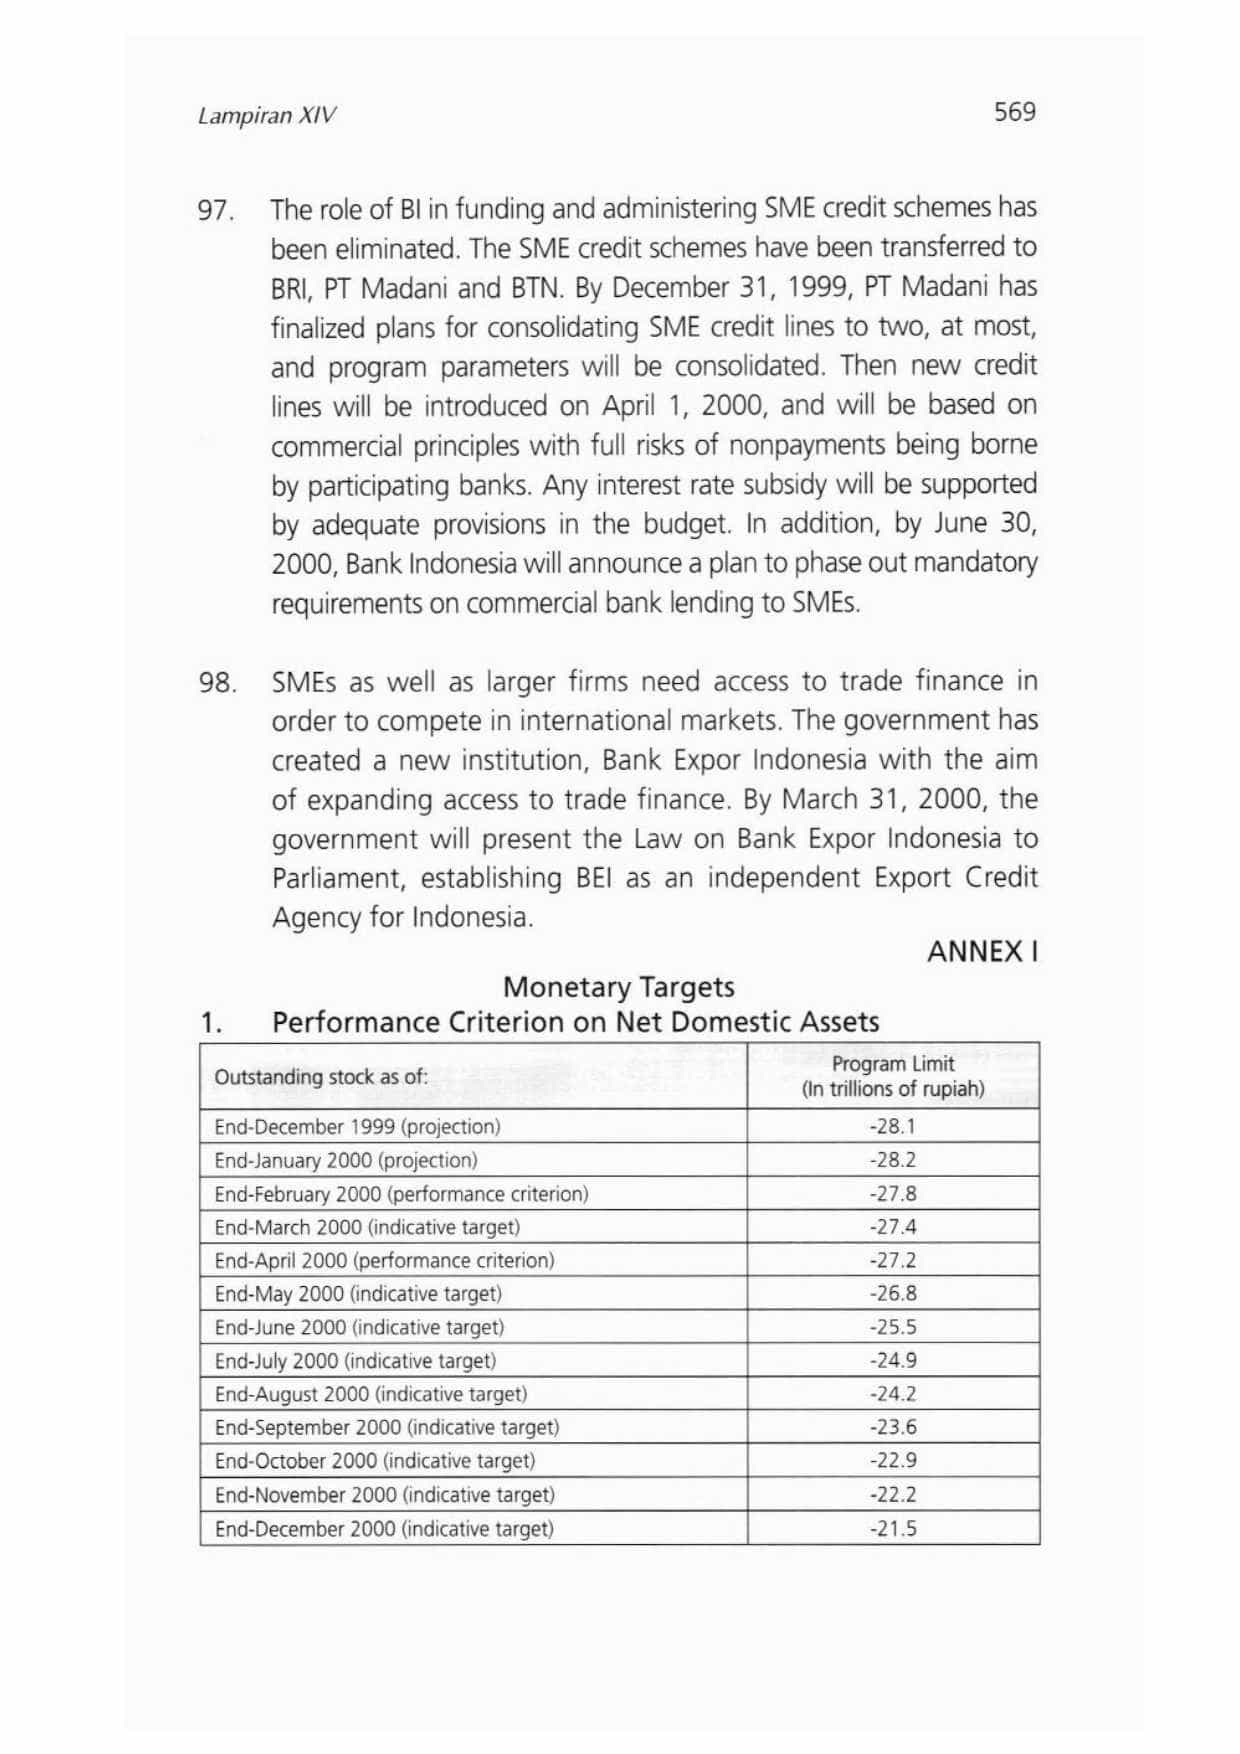 Lampiran XIV 569
97. The role of BI in funding and administering SME credit schemes has
been eliminated. The SME credit schemes have been transferred to
BRI, PT Madani and BTN. By December 31, 1999, PT Madani has
finalized plans for consolidating SME credit lines to two, at most,
and program parameters will be consolidated. Then new credit
lines will be introduced on April 1, 2000, and will be based on
commercial principles with full risks of nonpayments being borne
by participating banks. Any interest rate subsidy will be supported
by adequate provisions in the budget. In addition, by June 30,
2000, Bank Indonesia will announce a plan to phase out mandatory
requirements on commercial bank lending to SMEs.
98. SMEs as well as larger firms need access to trade finance in
order to compete in international markets. The government has
created a new institution, Bank Expor Indonesia with the aim
of expanding access to trade finance. By March 31, 2000, the
government will present the Law on Bank Expor Indonesia to
Parliament, establishing BEI as an independent Export Credit
Agency for Indonesia.
ANNEX I
Monetary Targets
1. Performance Criterion on Net Domestic Assets
Outstanding stock as of: Program Limit
(In trillions of rupiah)
End-December 1999 (projection) -28.1
End-January 2000 (projection) -28.2
End-February 2000 (performance criterion) -27.8
End-March 2000 (indicative target) -27.4
End-April 2000 (performance criterion) -27.2
End-May 2000 (indicative target) -26.8
End-June 2000 (indicative target) -25.5
End-July 2000 (indicative target) -24.9
End-August 2000 (indicative target) -24.2
End-September 2000 (indicative target) -23.6
End-October 2000 (indicative target) -22.9
End-November 2000 (indicative target) -22.2
End-December 2000 (indicative target) -21.5